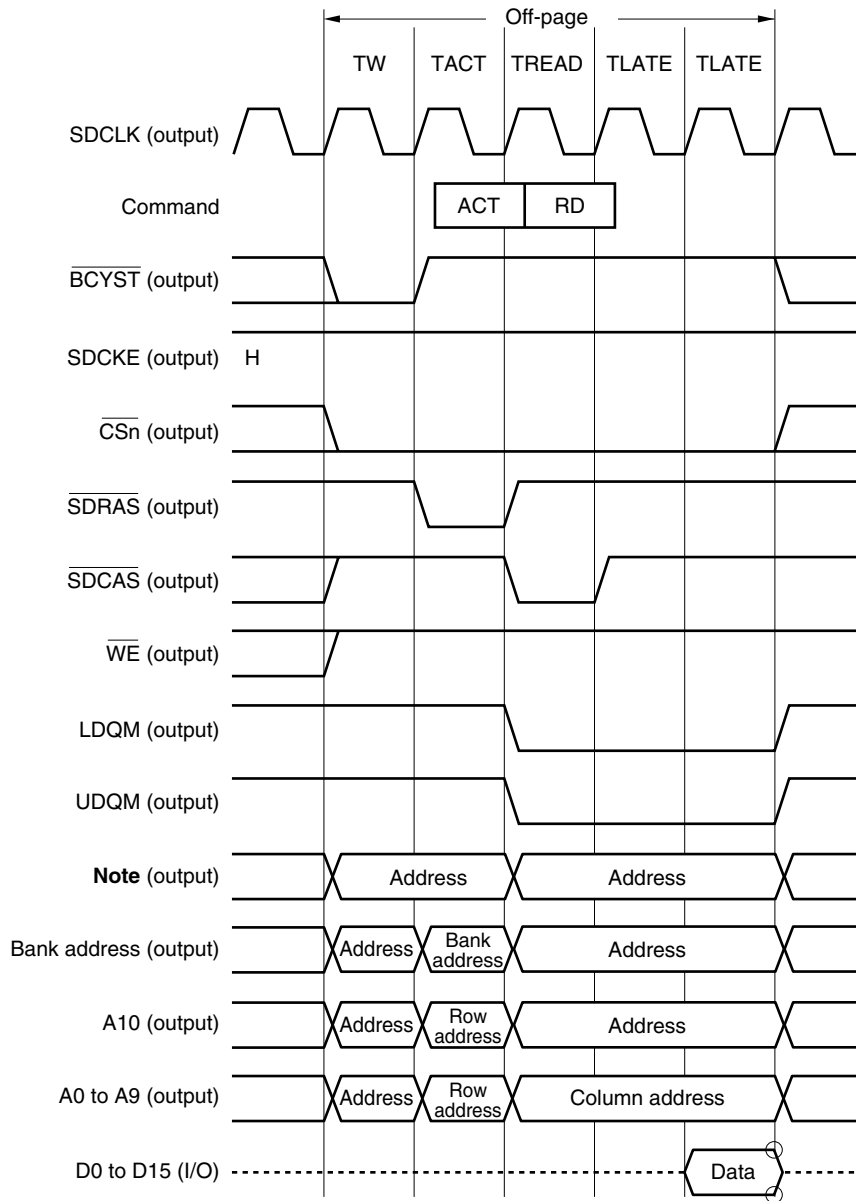 Off-page
TW TACT TREAD TLATE TLATE
SDCLK (output)
Command ACT RD
BCYST (output)
SDCKE (output) H
CSn (output)
SDRAS (output)
SDCAS (output)
WE (output)
LDQM (output)
UDQM (output)
Note (output) Address Address
Bank address (output) Address Bank address Address
A10 (output) Address Row address Address
A0 to A9 (output) Address Row address Column address
D0 to D15 (I/O) Data